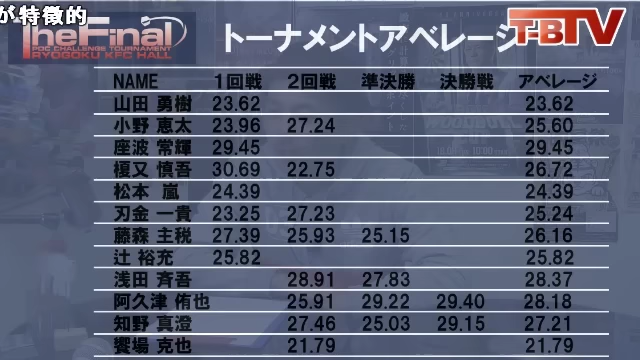 が特徴的
The Final
PDC CHALLENGE TOURNAMENT
RYOGOKU KFC HALL
トーナメントアベレージ
T-BTV
NAME 1回戦 2回戦 準決勝 決勝戦 アベレージ
山田 勇樹 23.62 23.62
小野 恵太 23.96 27.24 25.60
座波 常輝 29.45 29.45
榎又 慎吾 30.69 22.75 26.72
松本 嵐 24.39 24.39
刃金 一貴 23.25 27.23 25.24
藤森 主税 27.39 25.93 25.15 26.16
辻 裕充 25.82 25.82
浅田 斉吾 28.91 27.83 28.37
阿久津 侑也 25.91 29.22 29.40 28.18
知野 真澄 27.46 25.03 29.15 27.21
饗場 克也 21.79 21.79